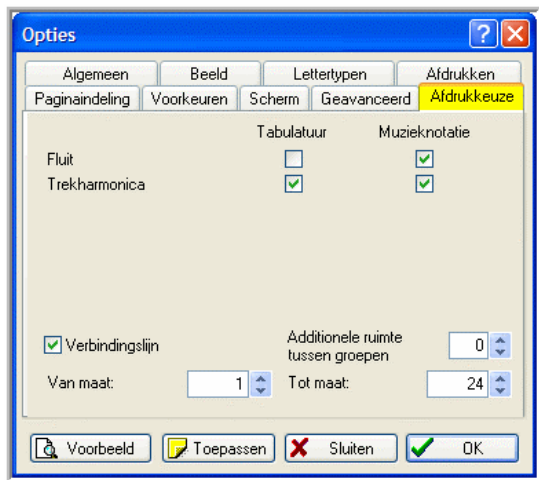 Opties
Algemeen Beeld Lettertypen Afdrukken
Paginaindeling Voorkeuren Scherm Geavanceerd Afdrukkeuze
Tabulatuur Muzieknotatie
Fluit
Trekharmonica
Verbindingslijn
Additionele ruimte
tussen groepen
0
Van maat: 1 Tot maat: 24
Voorbeeld Toepassen Sluiten OK